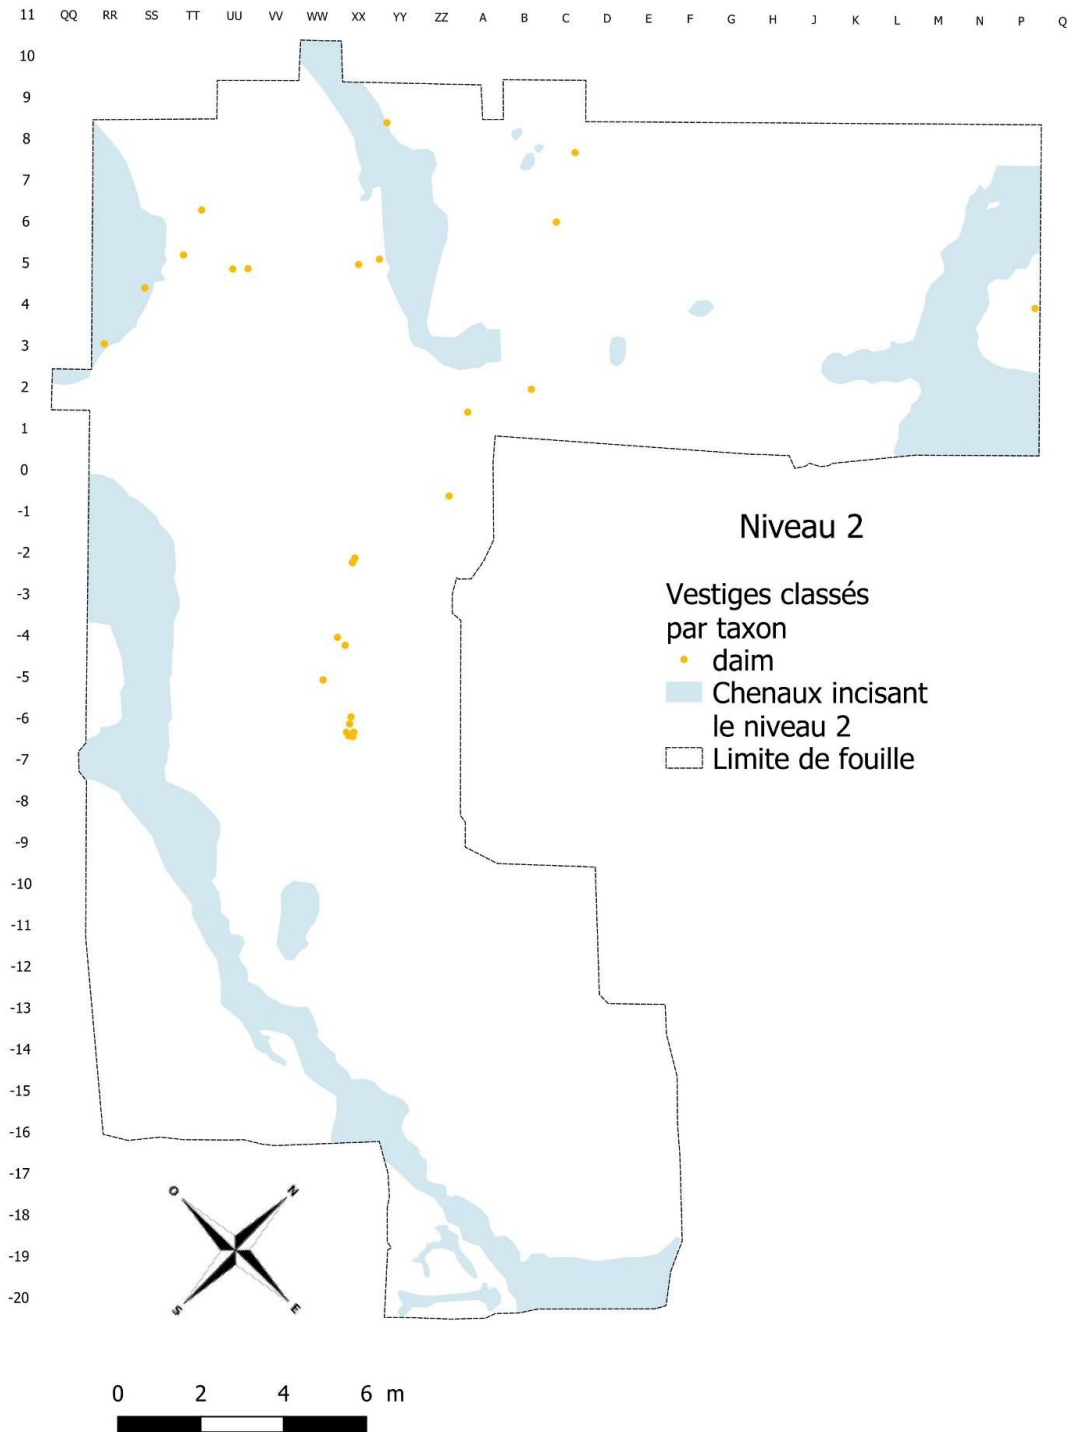 11 QQ RR SS TT UU VV WW XX YY ZZ A B C D E F G H J K L M N P Q
10
9
8
7
6
5
4
3
2
1
0
-1
-2
-3
-4
-5
-6
-7
-8
-9
-10
-11
-12
-13
-14
-15
-16
-17
-18
-19
-20
Niveau 2
Vestiges classés
par taxon
daim
Chenaux incisant
le niveau 2
Limite de fouille
O N
S E
0 2 4 6 m